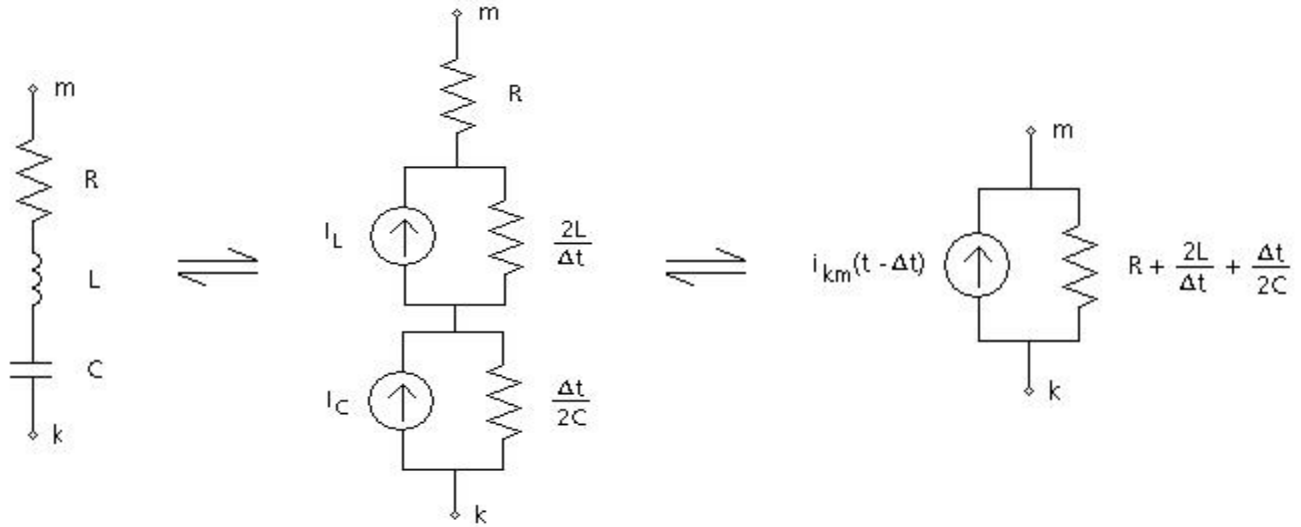 m
R
L
C
k
m
R
I_L
2L
Δt
I_C
Δt
2C
k
m
i_km(t - Δt)
R + 2L/Δt + Δt/2C
k